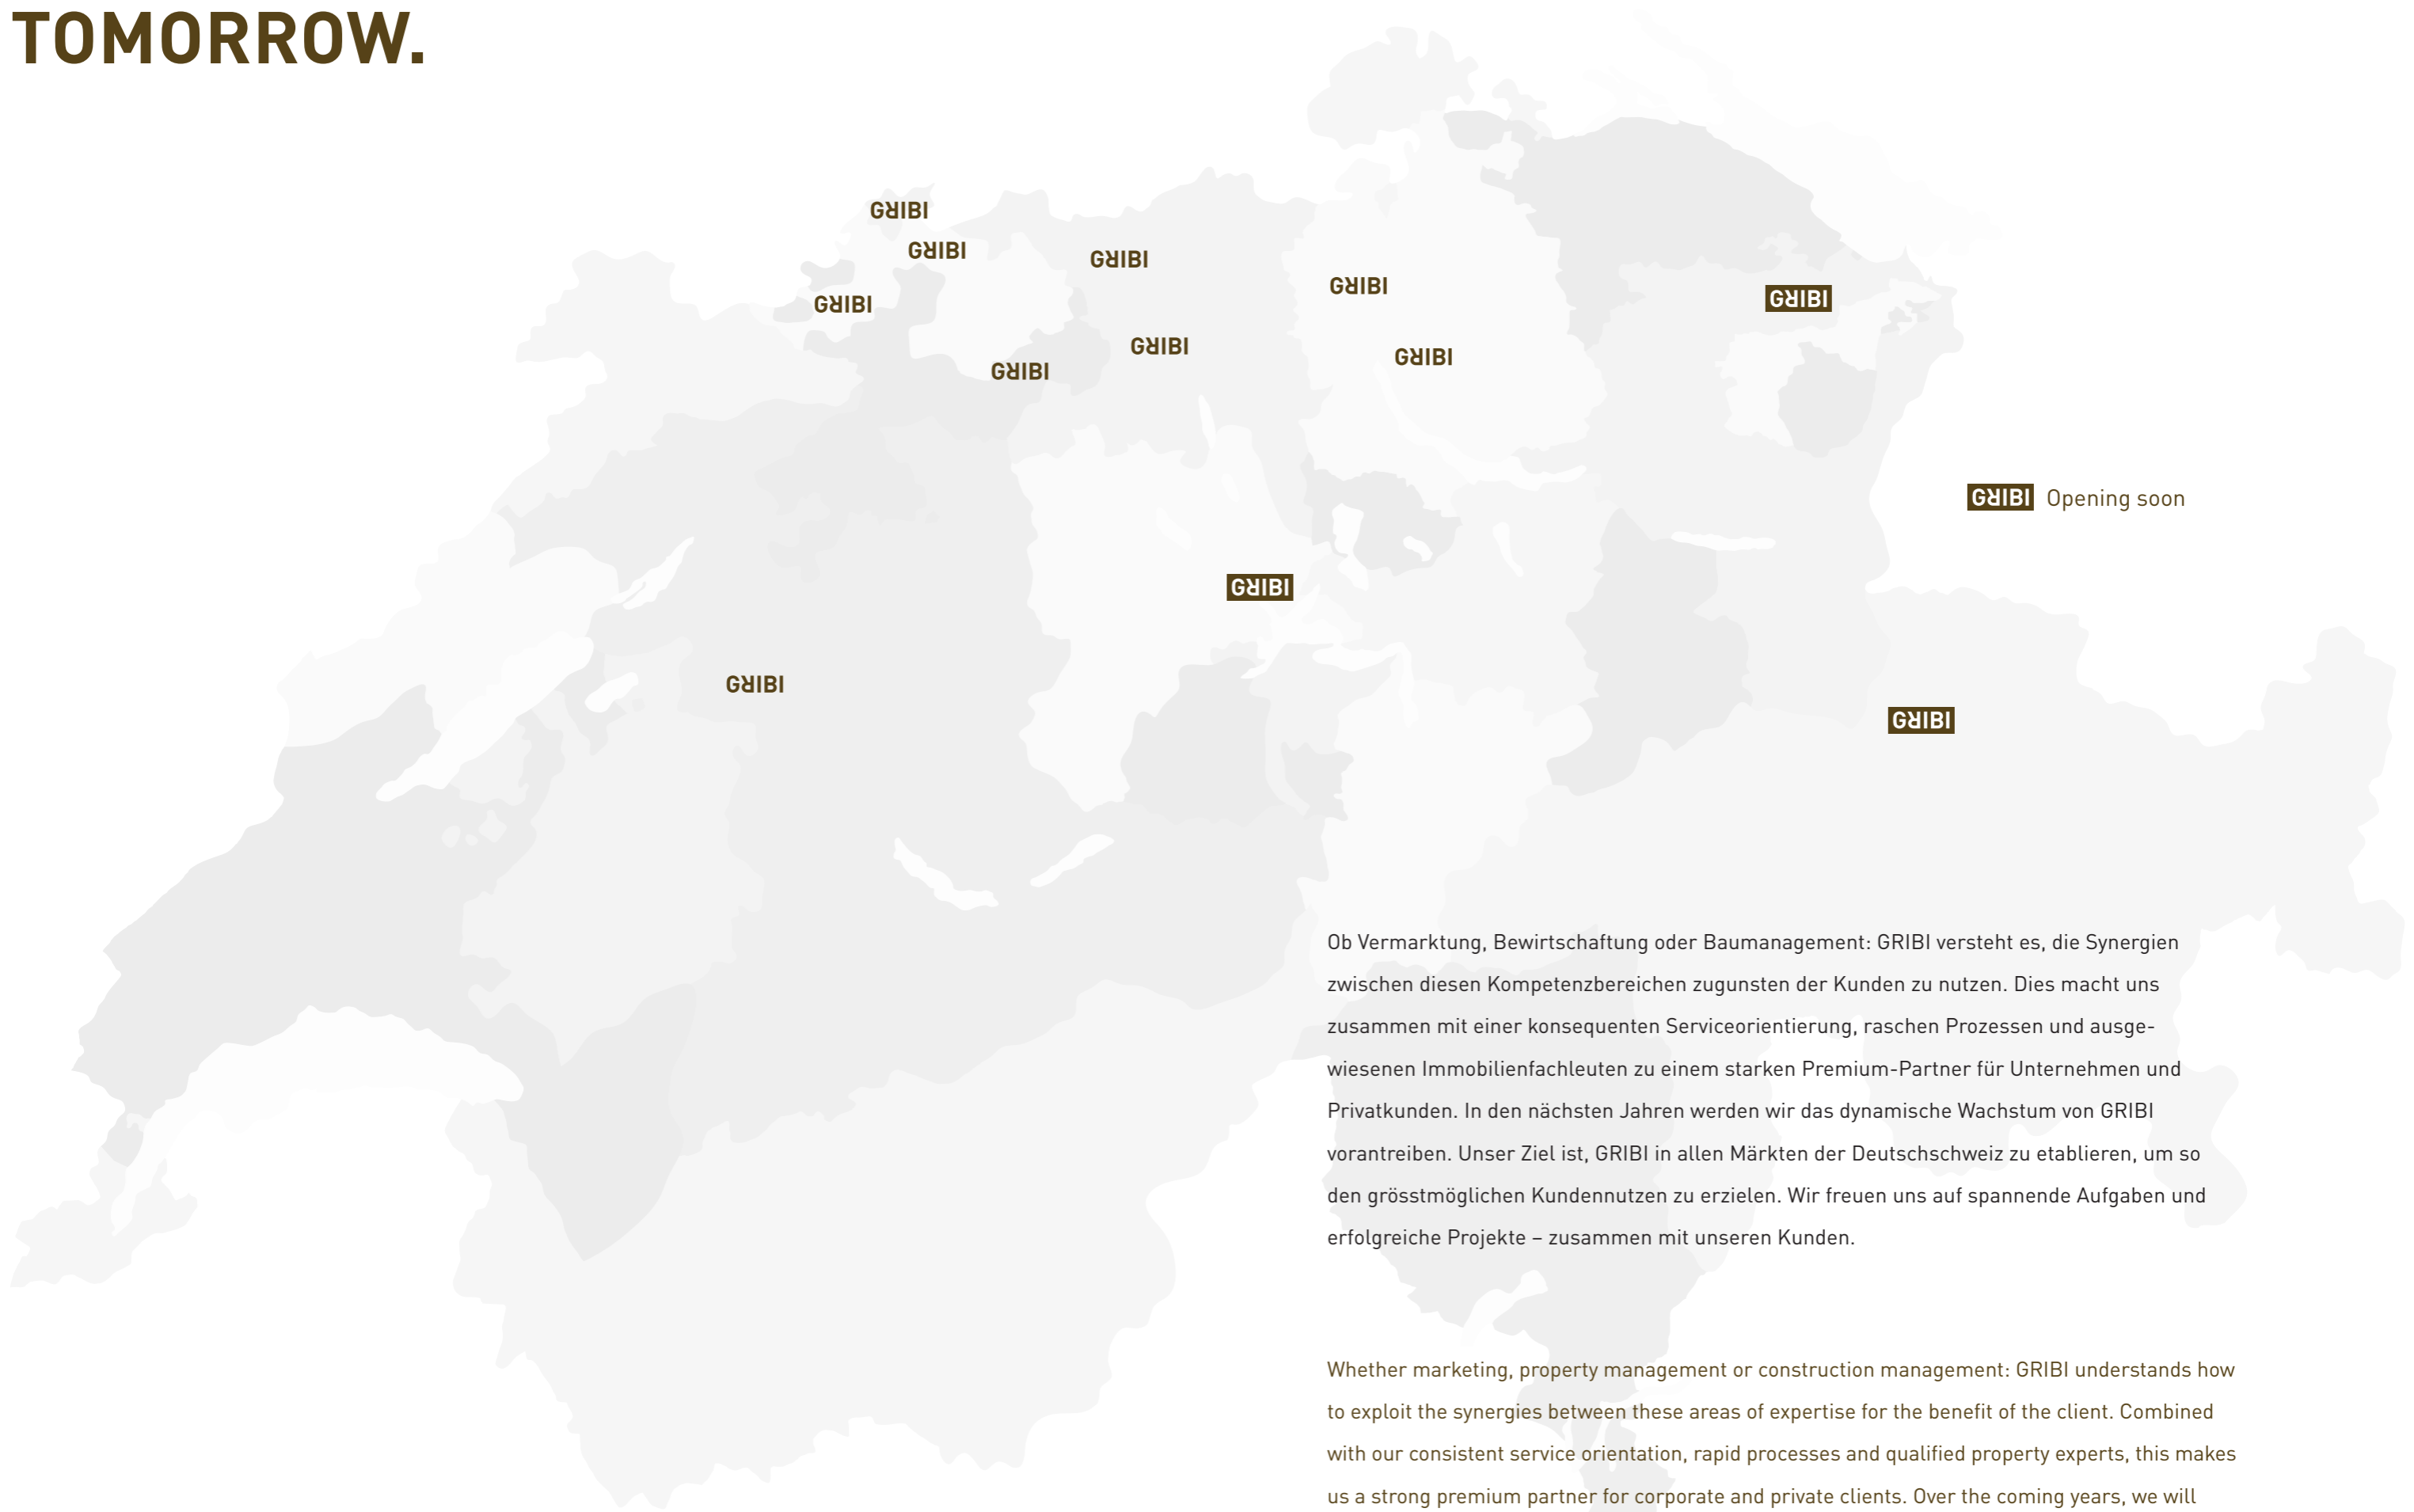 TOMORROW.
GRIBI
GRIBI
GRIBI
GRIBI
GRIBI
GRIBI
GRIBI
GRIBI
GRIBI
GRIBI
GRIBI Opening soon
GRIBI
GRIBI
GRIBI
Ob Vermarktung, Bewirtschaftung oder Baumanagement: GRIBI versteht es, die Synergien
zwischen diesen Kompetenzbereichen zugunsten der Kunden zu nutzen. Dies macht uns
zusammen mit einer konsequenten Serviceorientierung, raschen Prozessen und ausge-
wiesenen Immobilienfachleuten zu einem starken Premium-Partner für Unternehmen und
Privatkunden. In den nächsten Jahren werden wir das dynamische Wachstum von GRIBI
vorantreiben. Unser Ziel ist, GRIBI in allen Märkten der Deutschschweiz zu etablieren, um so
den grösstmöglichen Kundennutzen zu erzielen. Wir freuen uns auf spannende Aufgaben und
erfolgreiche Projekte – zusammen mit unseren Kunden.
Whether marketing, property management or construction management: GRIBI understands how
to exploit the synergies between these areas of expertise for the benefit of the client. Combined
with our consistent service orientation, rapid processes and qualified property experts, this makes
us a strong premium partner for corporate and private clients. Over the coming years, we will